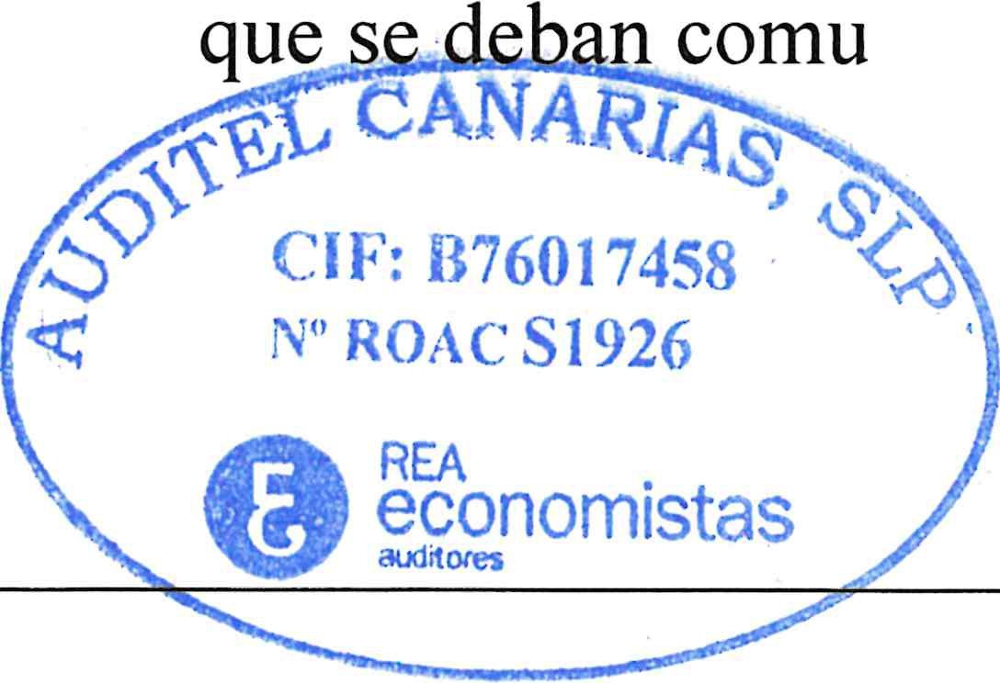 que se deban comu
AUDITEL CANARIAS, SLP.
CIF: B76017458
Nº ROAC S1926
REA
economistas
auditores